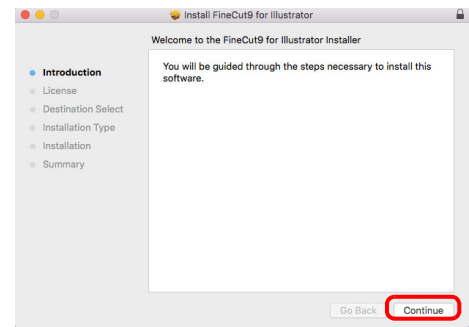 Install FineCut9 for Illustrator
Welcome to the FineCut9 for Illustrator Installer
Introduction
License
Destination Select
Installation Type
Installation
Summary
You will be guided through the steps necessary to install this
software.
Go Back
Continue